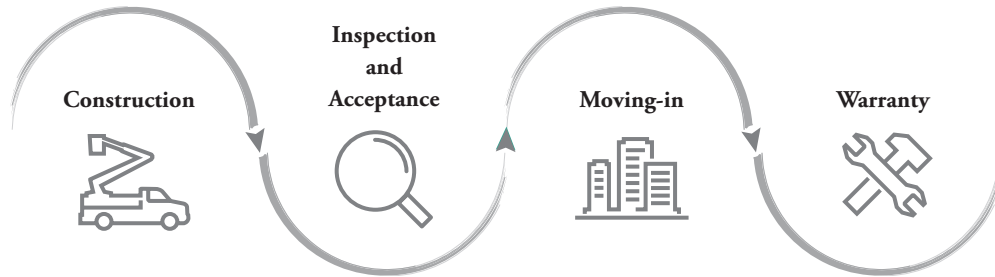 Construction
Inspection
and
Acceptance
Moving-in
Warranty